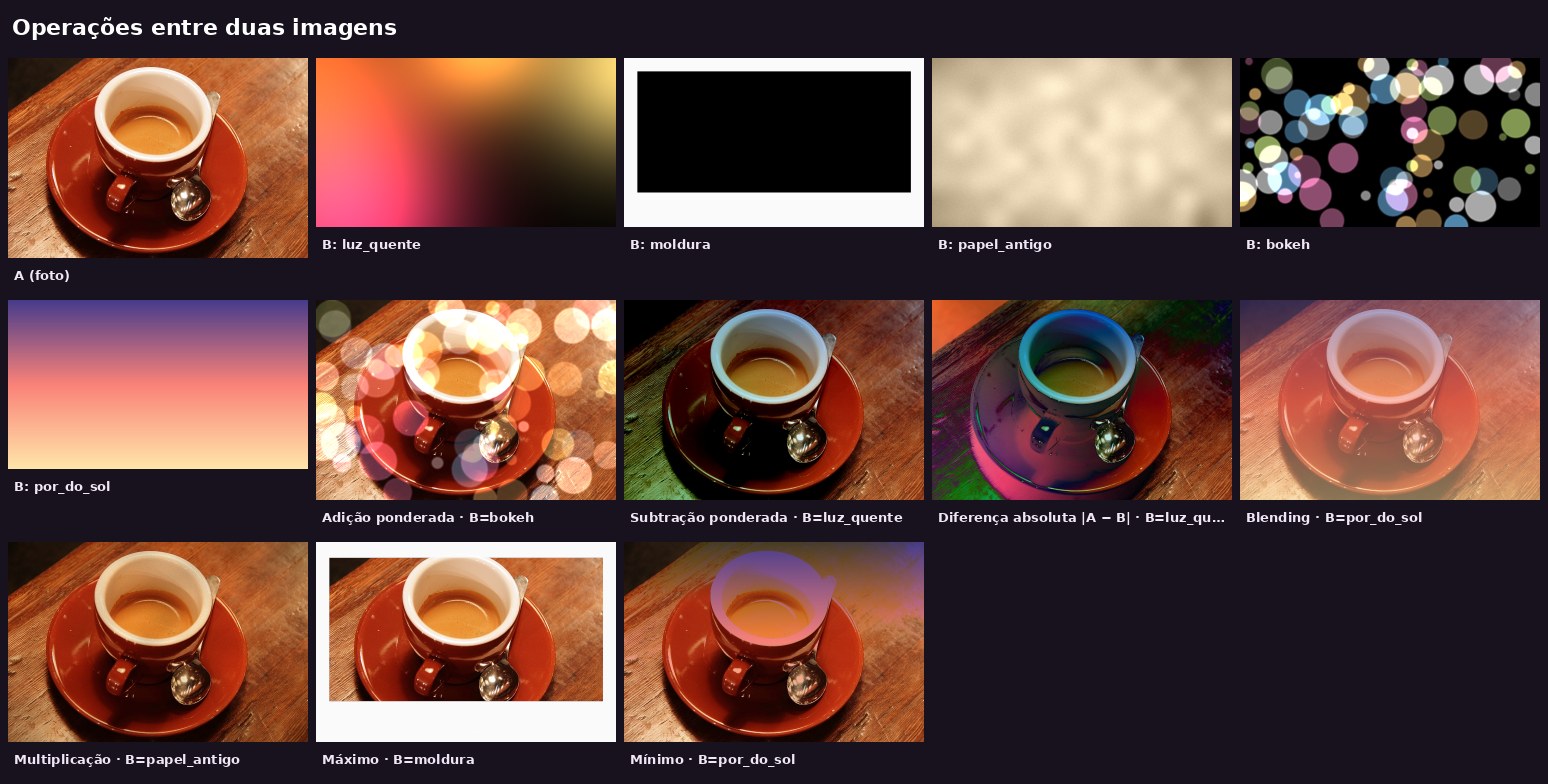 Operações entre duas imagens
A (foto)
B: luz_quente
B: moldura
B: papel_antigo
B: bokeh
B: por_do_sol
Adição ponderada · B=bokeh
Subtração ponderada · B=luz_quente
Diferença absoluta |A − B| · B=luz_qu...
Blending · B=por_do_sol
Multiplicação · B=papel_antigo
Máximo · B=moldura
Mínimo · B=por_do_sol